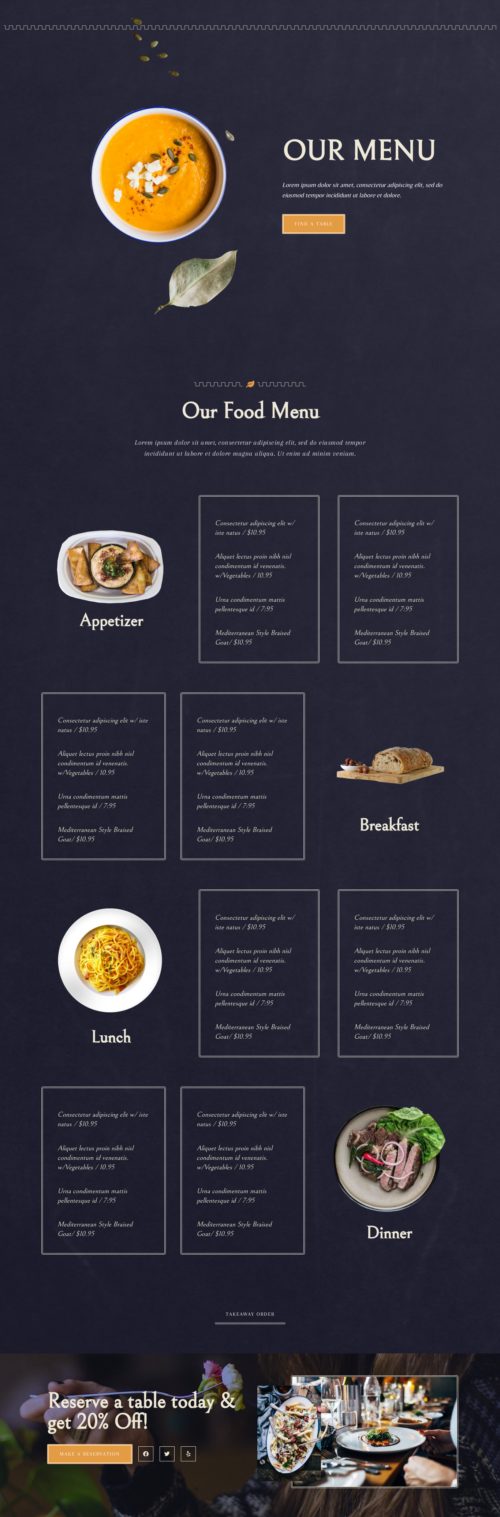 OUR MENU
Lorem ipsum dolor sit amet, consectetur adipiscing elit, sed do
eiusmod tempor incididunt ut labore et dolore.
FIND A TABLE
Our Food Menu
Lorem ipsum dolor sit amet, consectetur adipiscing elit, sed do eiusmod tempor
incididunt ut labore et dolore magna aliqua. Ut enim ad minim veniam.
Appetizer
Consectetur adipiscing elit w/
iste natus / $10.95
Aliquet lectus proin nibh nisl
condimentum id venenatis.
w/Vegetables / 10.95
Urna condimentum mattis
pellentesque id / 7.95
Mediterranean Style Braised
Goat/ $10.95
Consectetur adipiscing elit w/
iste natus / $10.95
Aliquet lectus proin nibh nisl
condimentum id venenatis.
w/Vegetables / 10.95
Urna condimentum mattis
pellentesque id / 7.95
Mediterranean Style Braised
Goat/ $10.95
Consectetur adipiscing elit w/ iste
natus / $10.95
Aliquet lectus proin nibh nisl
condimentum id venenatis.
w/Vegetables / 10.95
Urna condimentum mattis
pellentesque id / 7.95
Mediterranean Style Braised
Goat/ $10.95
Consectetur adipiscing elit w/ iste
natus / $10.95
Aliquet lectus proin nibh nisl
condimentum id venenatis.
w/Vegetables / 10.95
Urna condimentum mattis
pellentesque id / 7.95
Mediterranean Style Braised
Goat/ $10.95
Breakfast
Lunch
Consectetur adipiscing elit w/
iste natus / $10.95
Aliquet lectus proin nibh nisl
condimentum id venenatis.
w/Vegetables / 10.95
Urna condimentum mattis
pellentesque id / 7.95
Mediterranean Style Braised
Goat/ $10.95
Consectetur adipiscing elit w/
iste natus / $10.95
Aliquet lectus proin nibh nisl
condimentum id venenatis.
w/Vegetables / 10.95
Urna condimentum mattis
pellentesque id / 7.95
Mediterranean Style Braised
Goat/ $10.95
Consectetur adipiscing elit w/ iste
natus / $10.95
Aliquet lectus proin nibh nisl
condimentum id venenatis.
w/Vegetables / 10.95
Urna condimentum mattis
pellentesque id / 7.95
Mediterranean Style Braised
Goat/ $10.95
Consectetur adipiscing elit w/ iste
natus / $10.95
Aliquet lectus proin nibh nisl
condimentum id venenatis.
w/Vegetables / 10.95
Urna condimentum mattis
pellentesque id / 7.95
Mediterranean Style Braised
Goat/ $10.95
Dinner
TAKEAWAY ORDER
Reserve a table today &
get 20% Off!
MAKE A RESERVATION